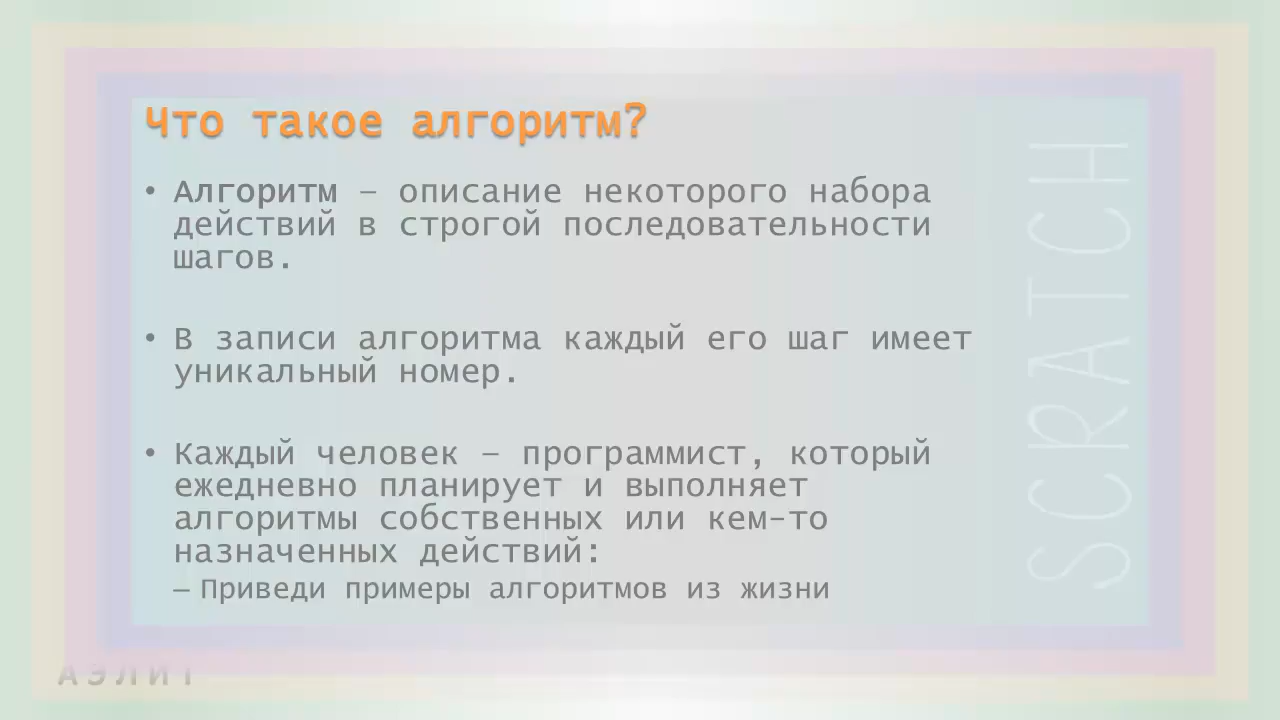 Что такое алгоритм?
• Алгоритм – описание некоторого набора
действий в строгой последовательности
шагов.
• В записи алгоритма каждый его шаг имеет
уникальный номер.
• Каждый человек – программист, который
ежедневно планирует и выполняет
алгоритмы собственных или кем-то
назначенных действий:
– Приведи примеры алгоритмов из жизни
SCRATCH